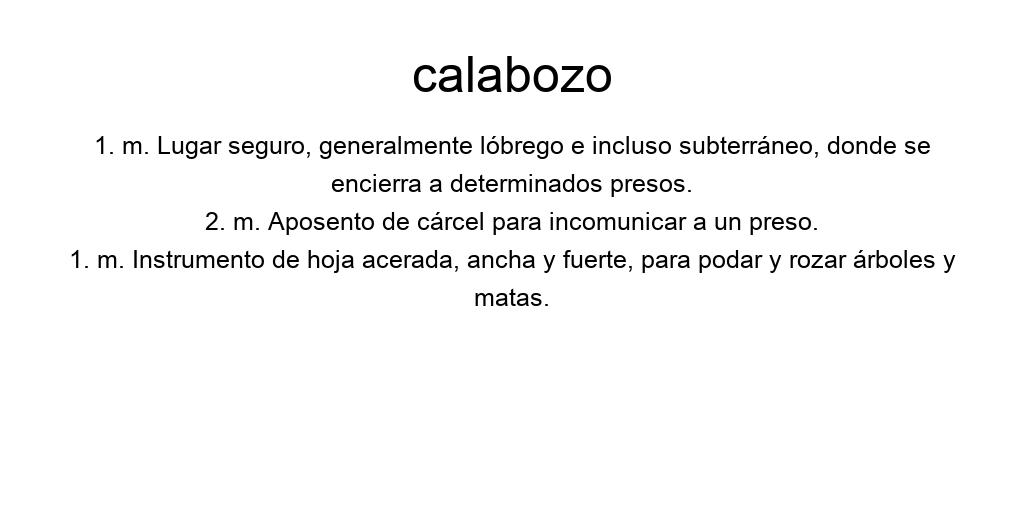 calabozo
1. m. Lugar seguro, generalmente lóbrego e incluso subterráneo, donde se
encierra a determinados presos.
2. m. Aposento de cárcel para incomunicar a un preso.
1. m. Instrumento de hoja acerada, ancha y fuerte, para podar y rozar árboles y
matas.